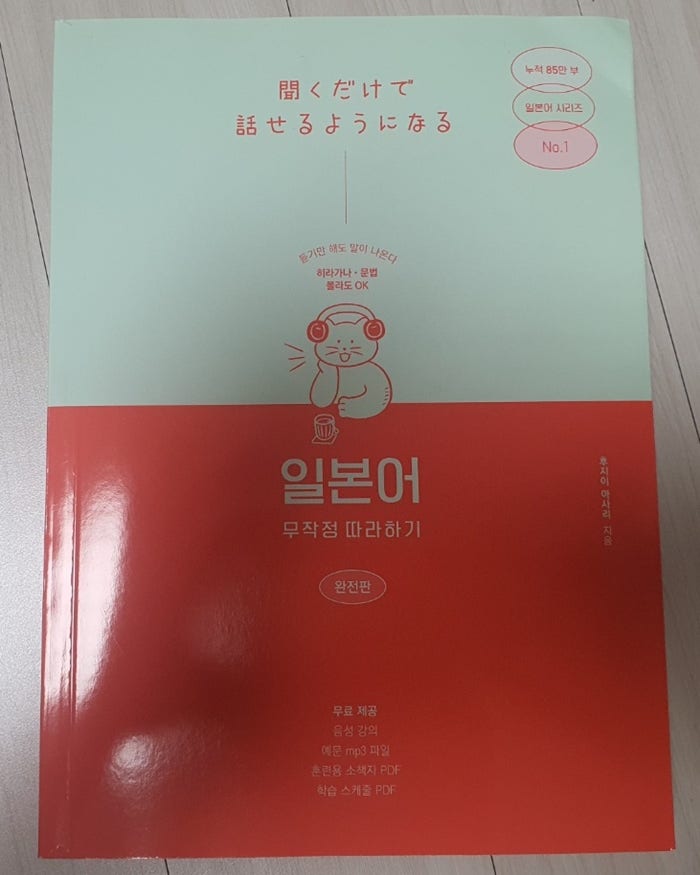 聞くだけで
話せるようになる
누적 85만 부
일본어 시리즈
No.1
듣기만 해도 말이 나온다
히라가나・문법
몰라도 OK
일본어
무작정 따라하기
완전판
후지이 아사리 지음
무료 제공
음성 강의
예문 mp3 파일
훈련용 소책자 PDF
학습 스케줄 PDF